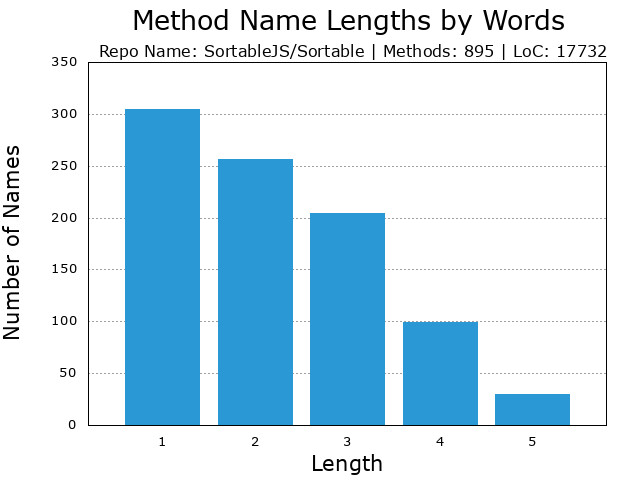 Method Name Lengths by Words
Repo Name: SortableJS/Sortable | Methods: 895 | LoC: 17732
Number of Names
350
300
250
200
150
100
50
0
1 2 3 4 5
Length